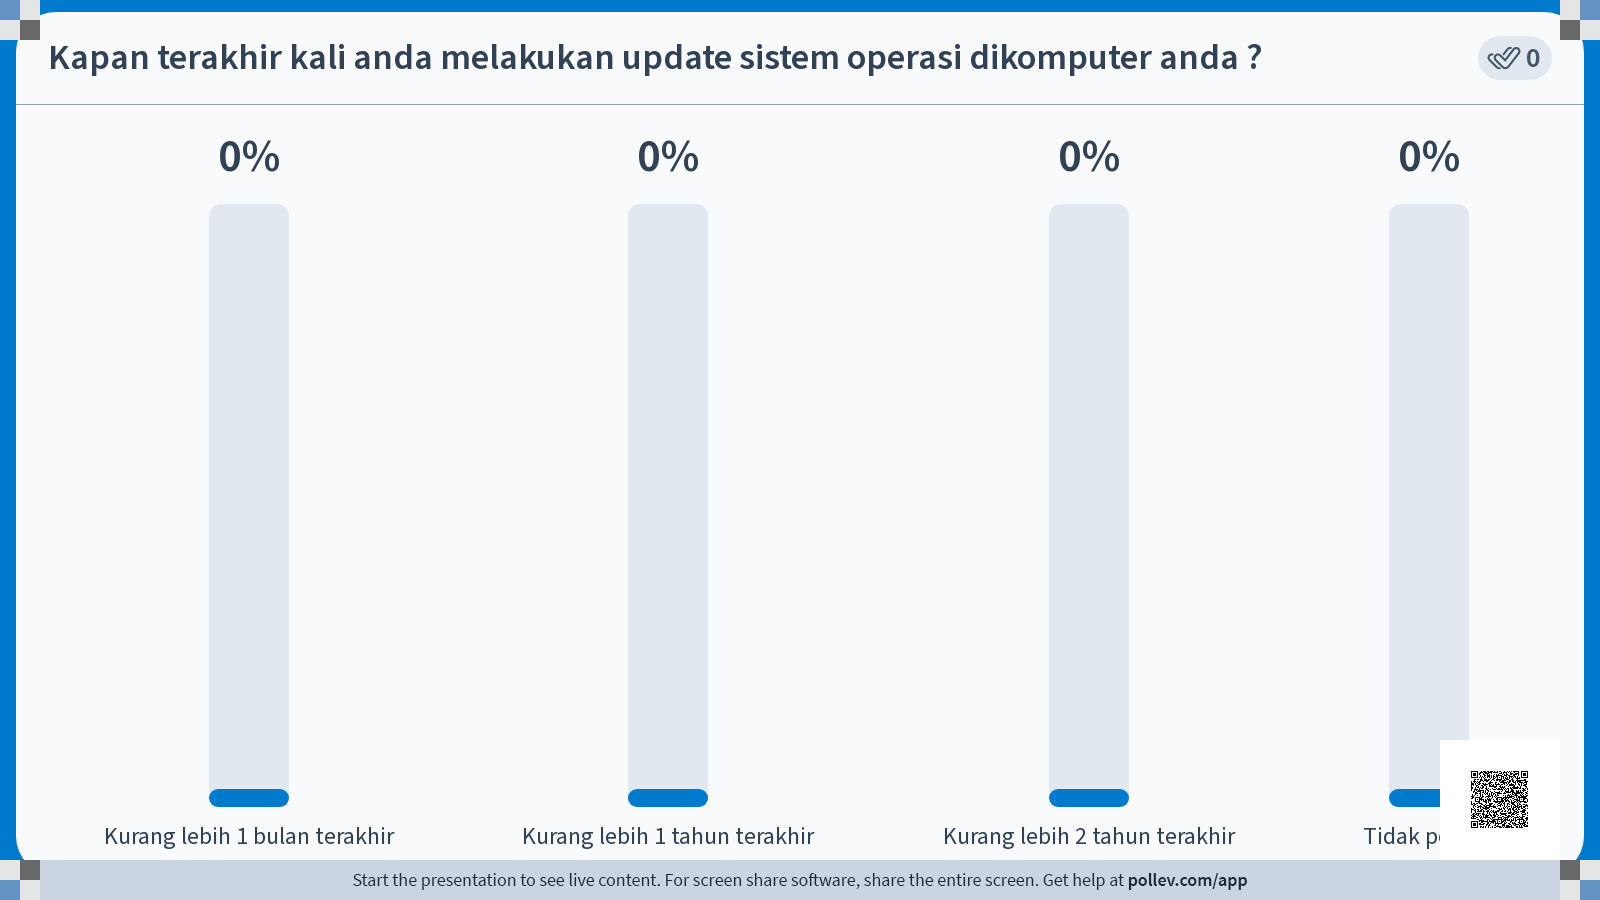 Kapan terakhir kali anda melakukan update sistem operasi dikomputer anda ?
0
0%
0%
0%
0%
Kurang lebih 1 bulan terakhir
Kurang lebih 1 tahun terakhir
Kurang lebih 2 tahun terakhir
Tidak
Start the presentation to see live content. For screen share software, share the entire screen. Get help at pollev.com/app